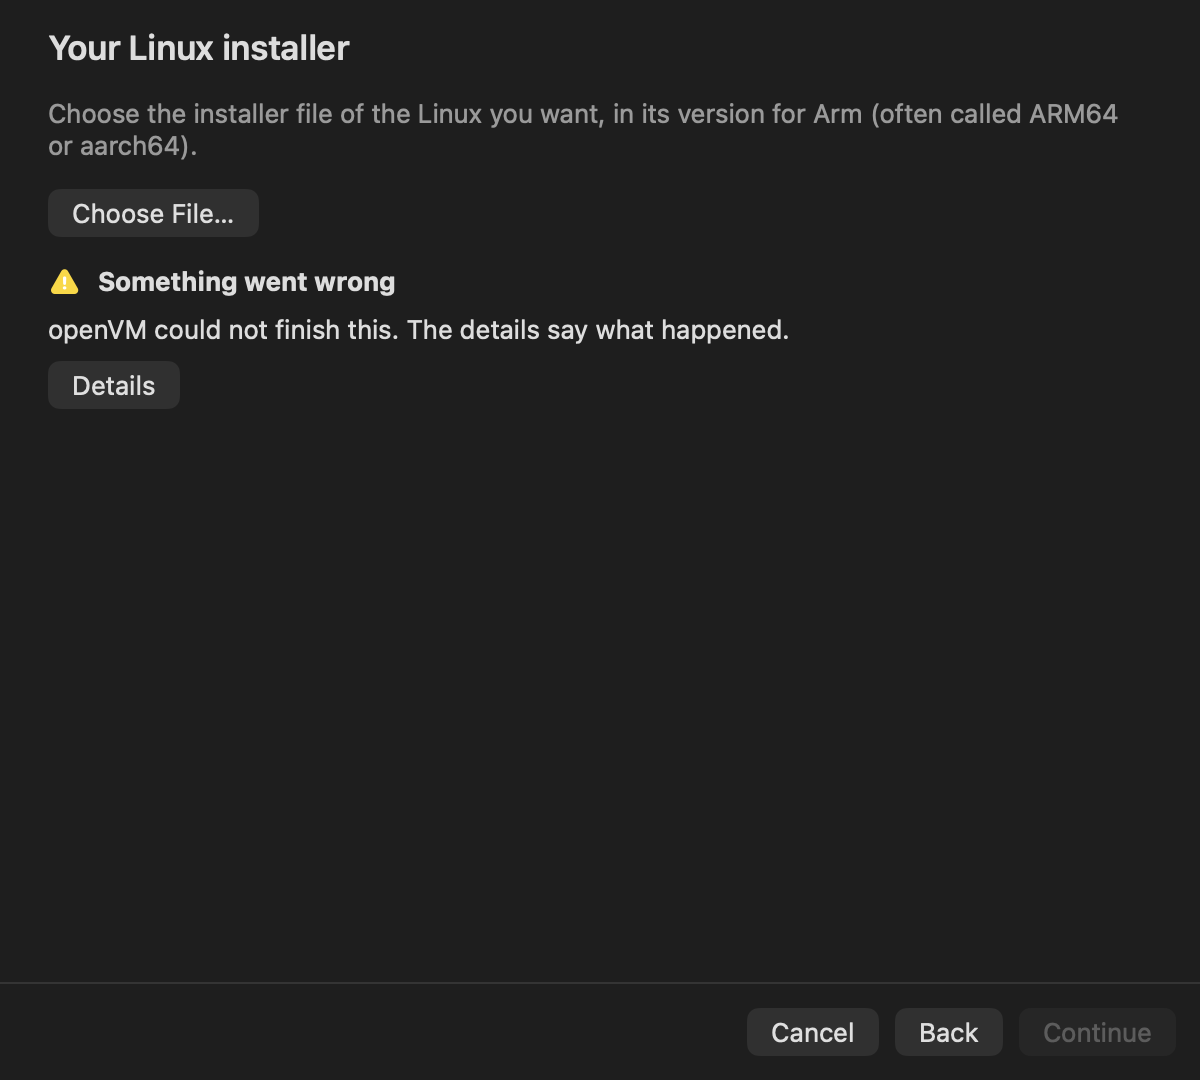 Your Linux installer
Choose the installer file of the Linux you want, in its version for Arm (often called ARM64
or aarch64).
Choose File...
Something went wrong
openVM could not finish this. The details say what happened.
Details
Cancel
Back
Continue